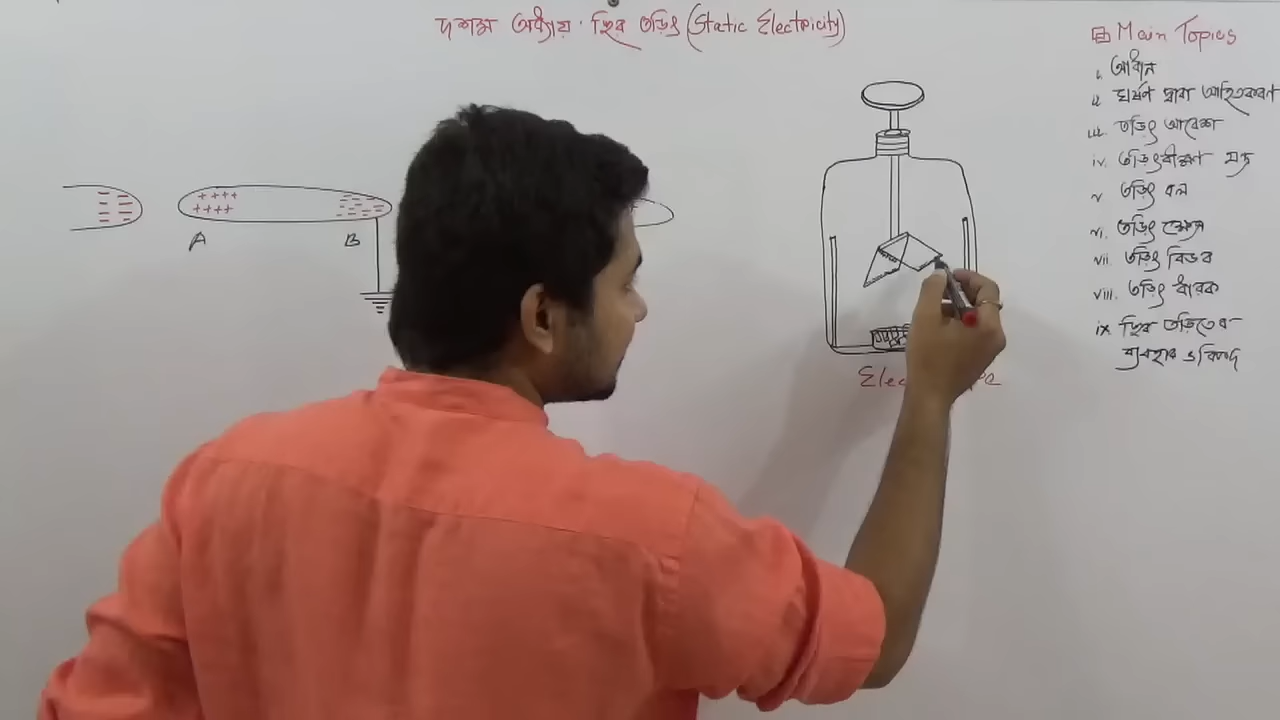 দশম অধ্যায়: স্থির তড়িৎ (Static Electricity)
Main Topics
i. আধান
ii. ঘর্ষণ দ্বারা আহিতকরণ
iii. তড়িৎ আবেশ
iv. তড়িৎবীক্ষণ যন্ত্র
v. তড়িৎ বল
vi. তড়িৎ ক্ষেত্র
vii. তড়িৎ বিভব
viii. তড়িৎ ধারক
ix. স্থির তড়িতের
ব্যবহার ও বিপদ
A
B